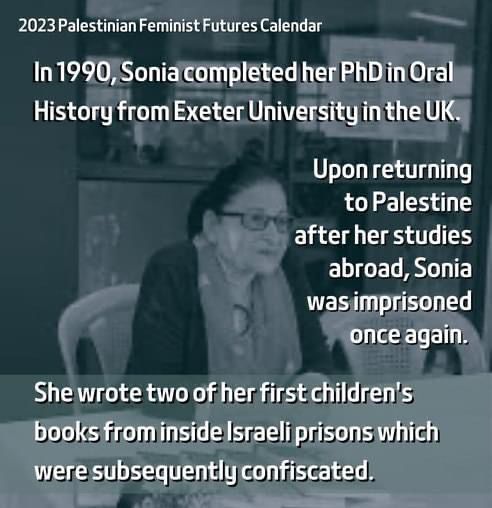 2023 Palestinian Feminist Futures Calendar
In 1990, Sonia completed her PhD in Oral
History from Exeter University in the UK.
Upon returning
to Palestine
after her studies
abroad, Sonia
was imprisoned
once again.
She wrote two of her first children's
books from inside Israeli prisons which
were subsequently confiscated.